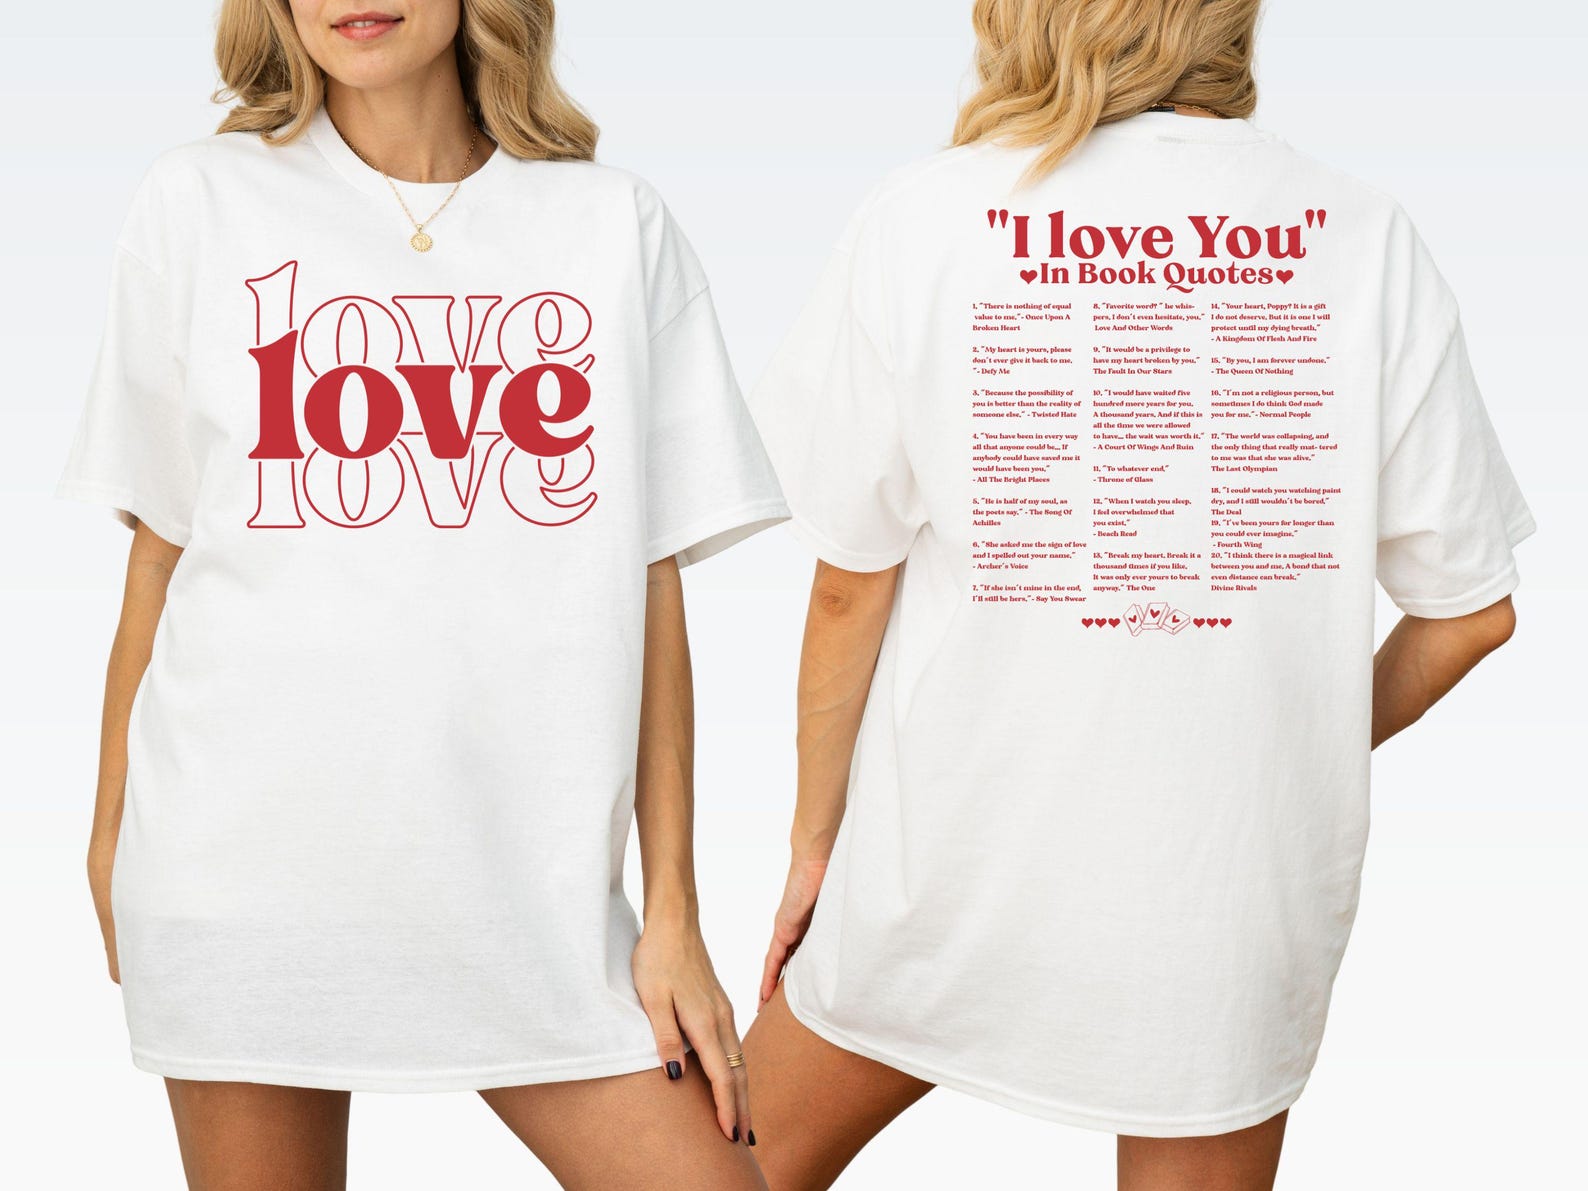 love
love
love
"I love You"
In Book Quotes
1. "There is nothing of equal
value to me."- Once Upon A
Broken Heart
2. "My heart is yours, please
don't ever give it back to me.
"- Defy Me
3. "Because the possibility of
you is better than the reality of
someone else." - Twisted Hate
4. "You have been in every way
all that anyone could be... If
anybody could have saved me it
would have been you."
- All The Bright Places
5. "He is half of my soul, as
the poets say." - The Song Of
Achilles
6. "She asked me the sign of love
and I spelled out your name."
- Archer's Voice
7. "If she isn't mine in the end,
I'll still be hers."- Say You Swear
8. "Favorite word? " he whis-
pers, I don't even hesitate, you."
Love And Other Words
9. "It would be a privilege to
have my heart broken by you."
The Fault In Our Stars
10. "I would have waited five
hundred more years for you.
A thousand years. And if this is
all the time we were allowed
to have... the wait was worth it."
- A Court Of Wings And Ruin
11. "To whatever end."
- Throne of Glass
12. "When I watch you sleep,
I feel overwhelmed that
you exist."
- Beach Read
13. "Break my heart. Break it a
thousand times if you like.
It was only ever yours to break
anyway." The One
14. "Your heart, Poppy? It is a gift
I do not deserve. But it is one I will
protect until my dying breath."
- A Kingdom Of Flesh And Fire
15. "By you, I am forever undone."
- The Queen Of Nothing
16. "I'm not a religious person, but
sometimes I do think God made
you for me."- Normal People
17. "The world was collapsing, and
the only thing that really mat- tered
to me was that she was alive."
The Last Olympian
18. "I could watch you watching paint
dry, and I still wouldn't be bored."
The Deal
19. "I've been yours for longer than
you could ever imagine."
- Fourth Wing
20. "I think there is a magical link
between you and me. A bond that not
even distance can break."
Divine Rivals